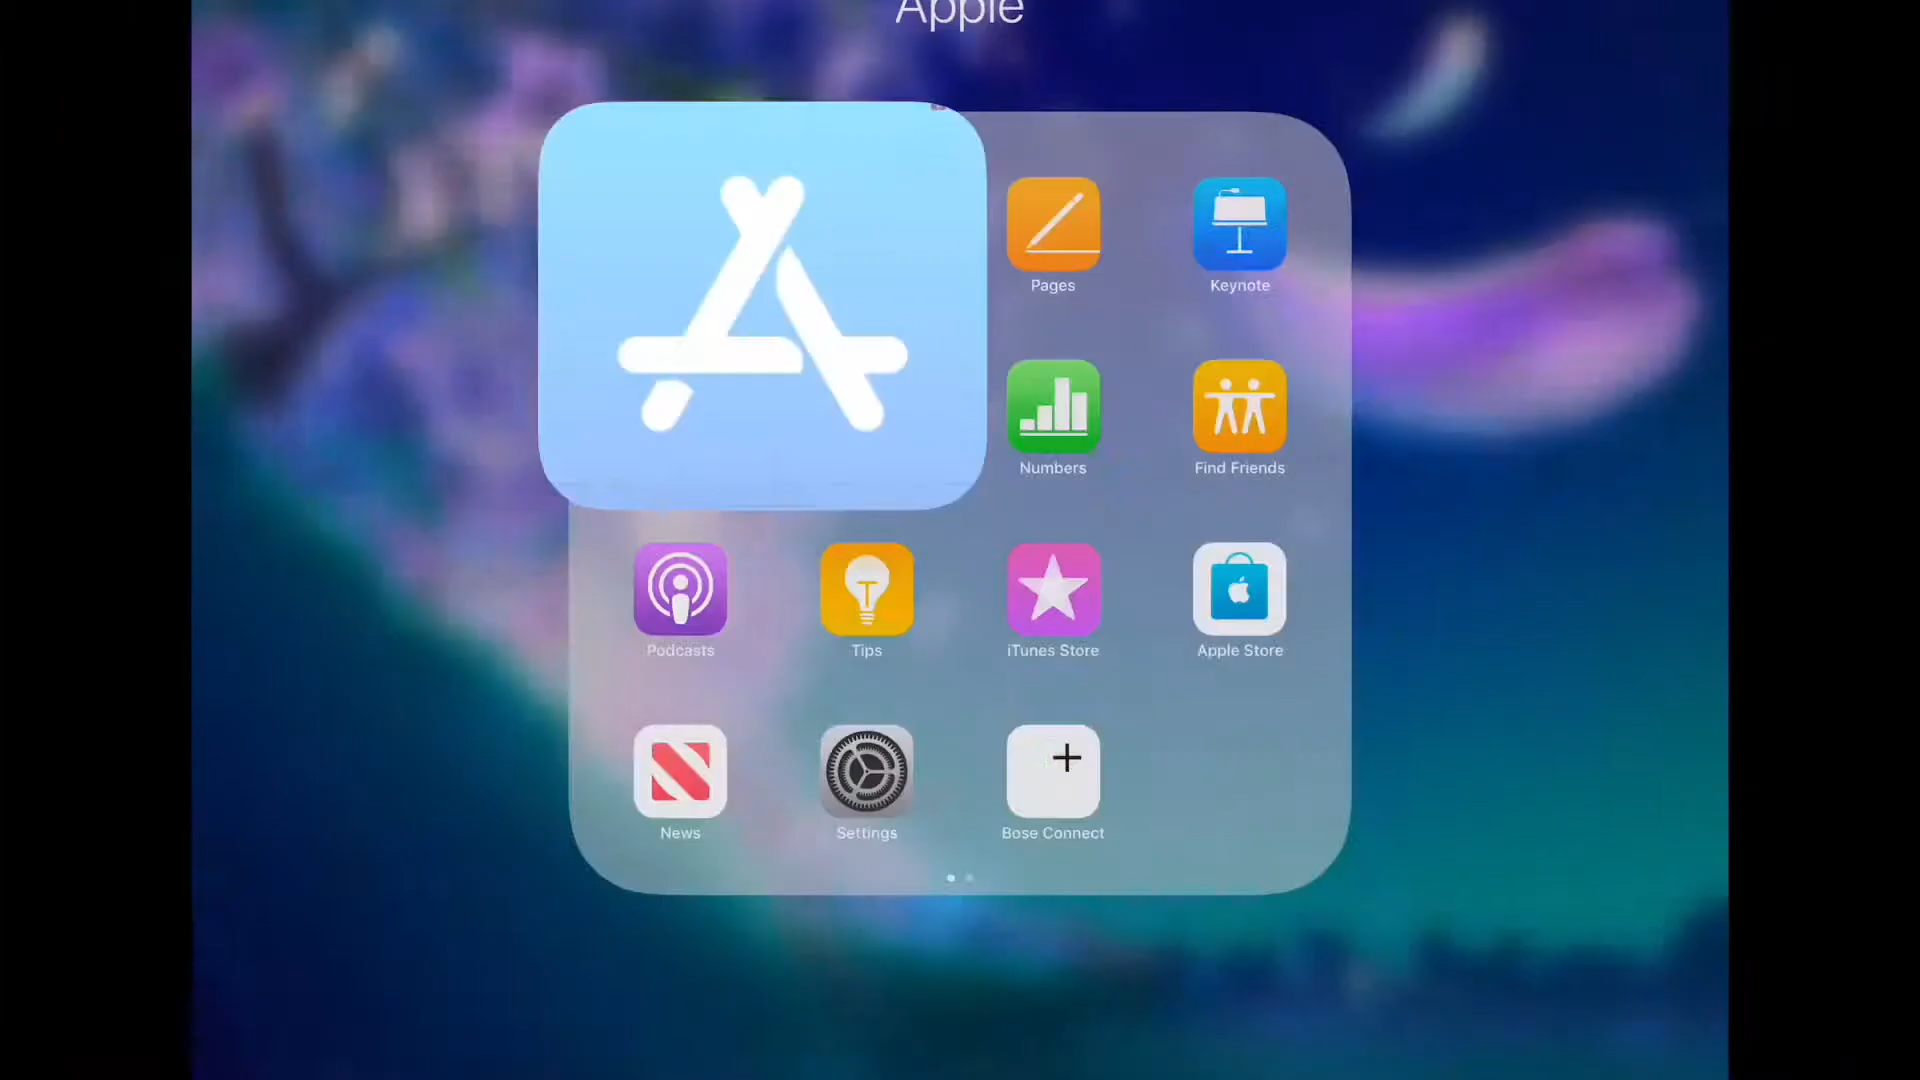 Apple
Pages
Keynote
Numbers
Find Friends
Podcasts
Tips
iTunes Store
Apple Store
News
Settings
Bose Connect